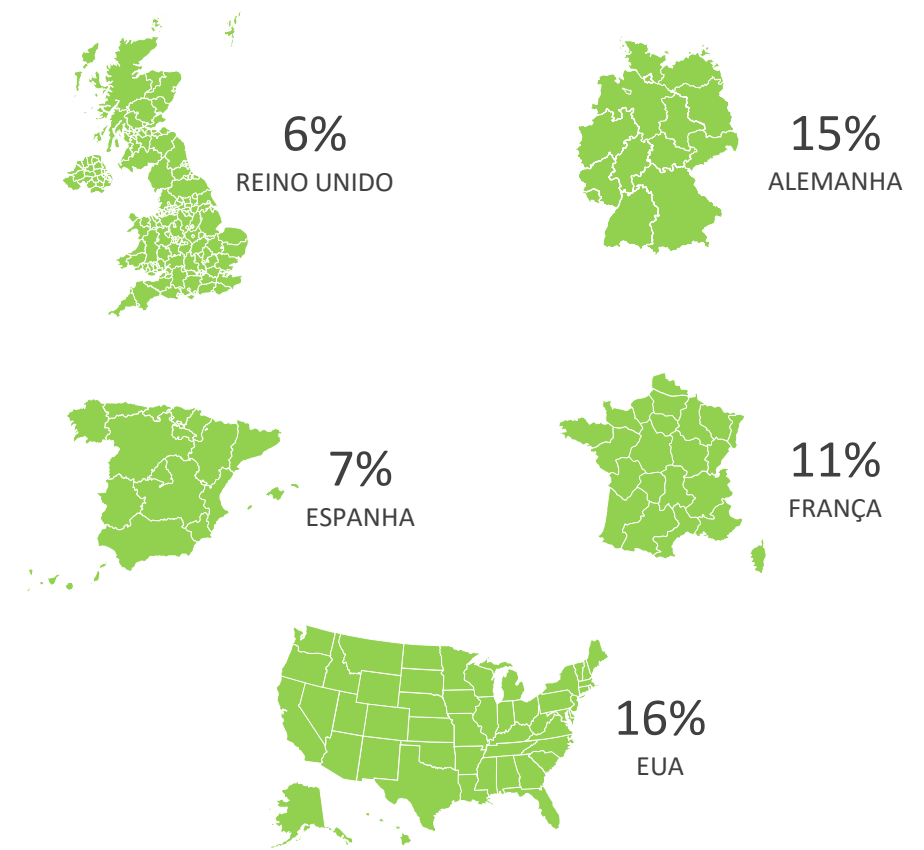 6%
REINO UNIDO
15%
ALEMANHA
7%
ESPANHA
11%
FRANÇA
16%
EUA